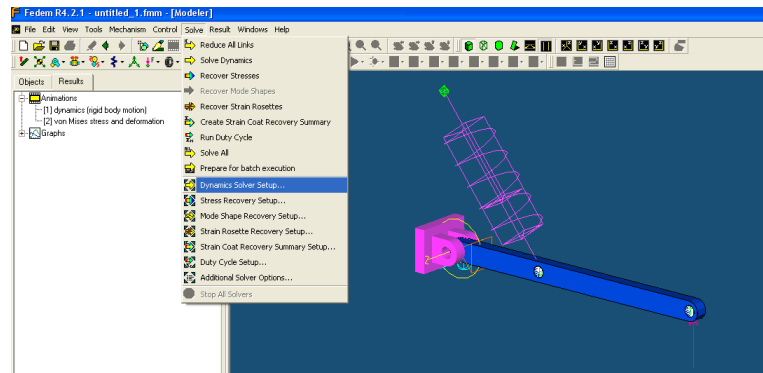 Fedem R4.2.1 - untitled_1.fmm - [Modeler]
File Edit View Tools Mechanism Control Solve Result Windows Help
Reduce All Links
Solve Dynamics
Recover Stresses
Recover Mode Shapes
Recover Strain Rosettes
Create Strain Coat Recovery Summary
Run Duty Cycle
Solve All
Prepare for batch execution
Dynamics Solver Setup...
Stress Recovery Setup...
Mode Shape Recovery Setup...
Strain Rosette Recovery Setup...
Strain Coat Recovery Summary Setup...
Duty Cycle Setup...
Additional Solver Options...
Stop All Solvers
Objects Results
Animations
[1] dynamics (rigid body motion)
[2] von Mises stress and deformation
Graphs
Z